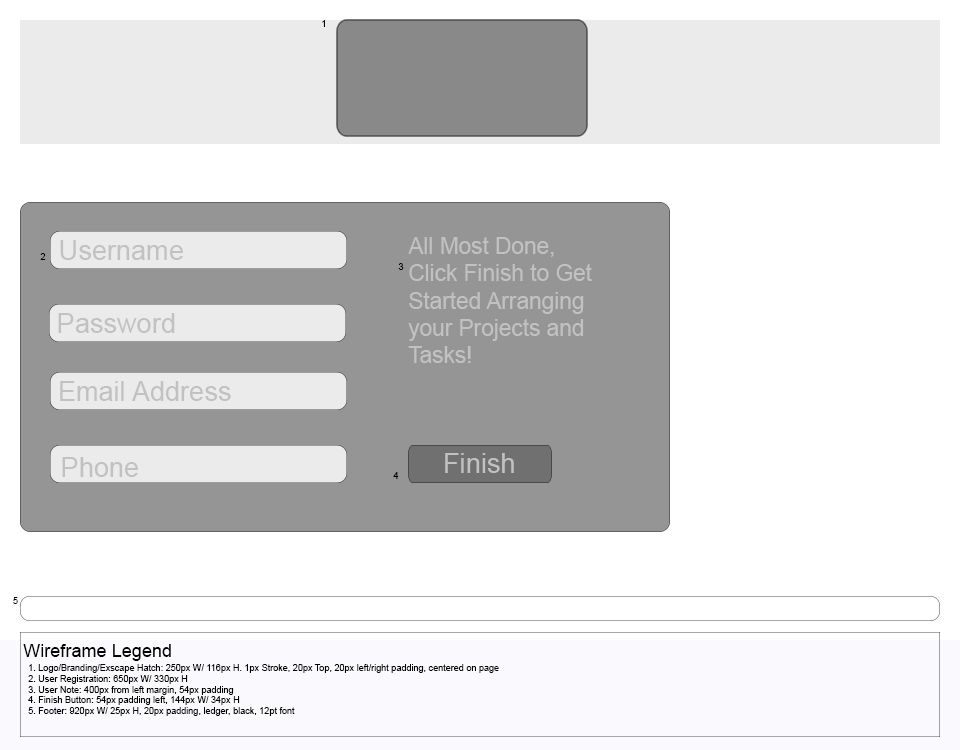 1
2
Username
Password
Email Address
Phone
3
All Most Done,
Click Finish to Get
Started Arranging
your Projects and
Tasks!
4
Finish
5
Wireframe Legend
1. Logo/Branding/Exscape Hatch: 250px W/ 116px H. 1px Stroke, 20px Top, 20px left/right padding, centered on page
2. User Registration: 650px W/ 330px H
3. User Note: 400px from left margin, 54px padding
4. Finish Button: 54px padding left, 144px W/ 34px H
5. Footer: 920px W/ 25px H, 20px padding, ledger, black, 12pt font